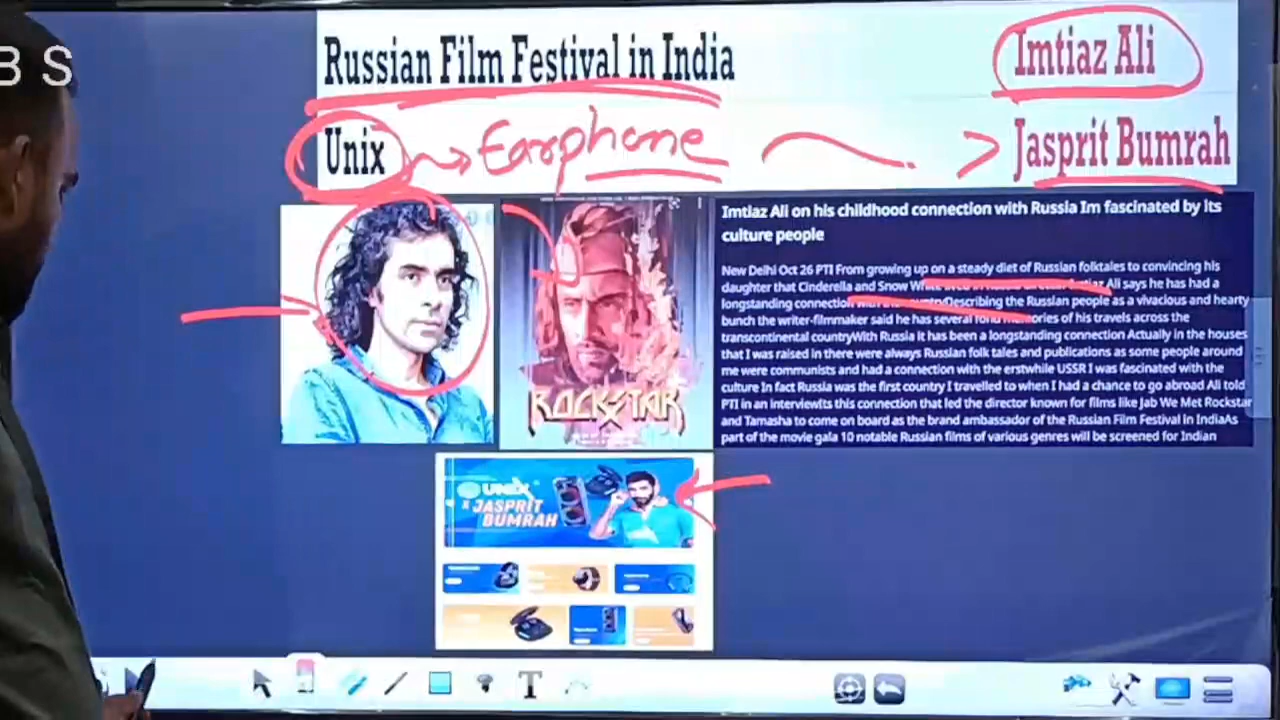 B S
Russian Film Festival in India
Imtiaz Ali
Unix
Earphone
Jasprit Bumrah
Imtiaz Ali on his childhood connection with Russia Im fascinated by its
culture people
New Delhi Oct 26 PTI From growing up on a steady diet of Russian folktales to convincing his
daughter that Cinderella and Snow White lived in Ali says he has had a
longstanding connection with the country Describing the Russian people as a vivacious and hearty
bunch the writer-filmmaker said he has several fond memories of his travels across the
transcontinental countryWith Russia it has been a longstanding connection Actually in the houses
that I was raised in there were always Russian folk tales and publications as some people around
me were communists and had a connection with the erstwhile USSR I was fascinated with the
culture In fact Russia was the first country I travelled to when I had a chance to go abroad Ali told
PTI in an interviewIts this connection that led the director known for films like Jab We Met Rockstar
and Tamasha to come on board as the brand ambassador of the Russian Film Festival in IndiaAs
part of the movie gala 10 notable Russian films of various genres will be screened for Indian
ROCKSTAR
UNIX
X JASPRIT
BUMRAH
T